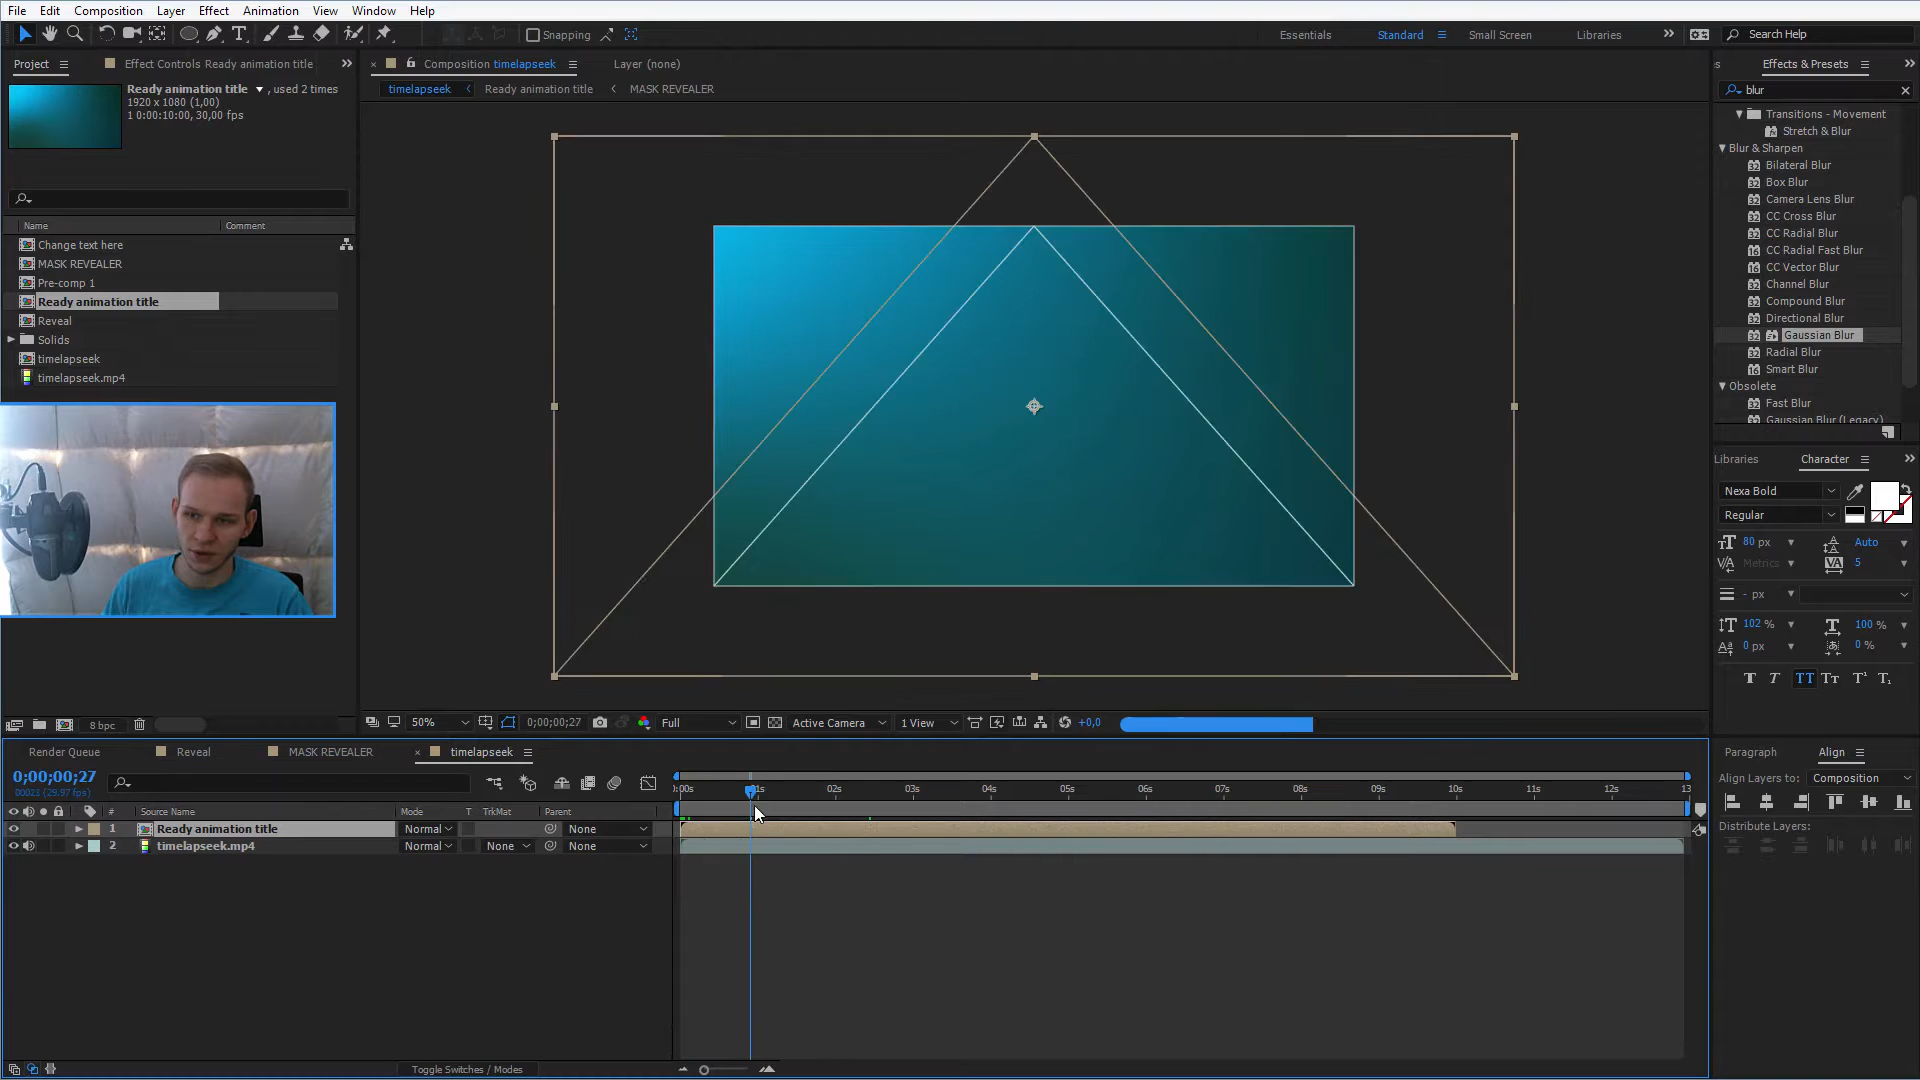 File Edit Composition Layer Effect Animation View Window Help
Snapping Essentials Standard Small Screen Libraries Search Help
Project Effect Controls Ready animation title Composition timelapseek Layer (none) Effects & Presets
timelapseek Ready animation title MASK REVEALER
Ready animation title , used 2 times
1920 x 1080 (1,00)
1 0:00:10:00, 30,00 fps
blur
Name Comment
Change text here
MASK REVEALER
Pre-comp 1
Ready animation title
Reveal
Solids
timelapseek
timelapseek.mp4
Transitions - Movement
Stretch & Blur
Blur & Sharpen
Bilateral Blur
Box Blur
Camera Lens Blur
CC Cross Blur
CC Radial Blur
CC Radial Fast Blur
CC Vector Blur
Channel Blur
Compound Blur
Directional Blur
Gaussian Blur
Radial Blur
Smart Blur
Obsolete
Fast Blur
Gaussian Blur (Legacy)
Libraries Character
Nexa Bold
Regular
80 px Auto
Metrics 5
- px
102 % 100 %
0 px 0 %
8 bpc 50% 0;00;00;27 Full Active Camera 1 View +0,0
Render Queue Reveal MASK REVEALER timelapseek
0;00;00;27
00021 (29.97 fps)
:00s 01s 02s 03s 04s 05s 06s 07s 08s 09s 10s 11s 12s 13
# Source Name Mode T TrkMat Parent
1 Ready animation title Normal None
2 timelapseek.mp4 Normal None None
Toggle Switches / Modes
Paragraph Align
Align Layers to: Composition
Distribute Layers: